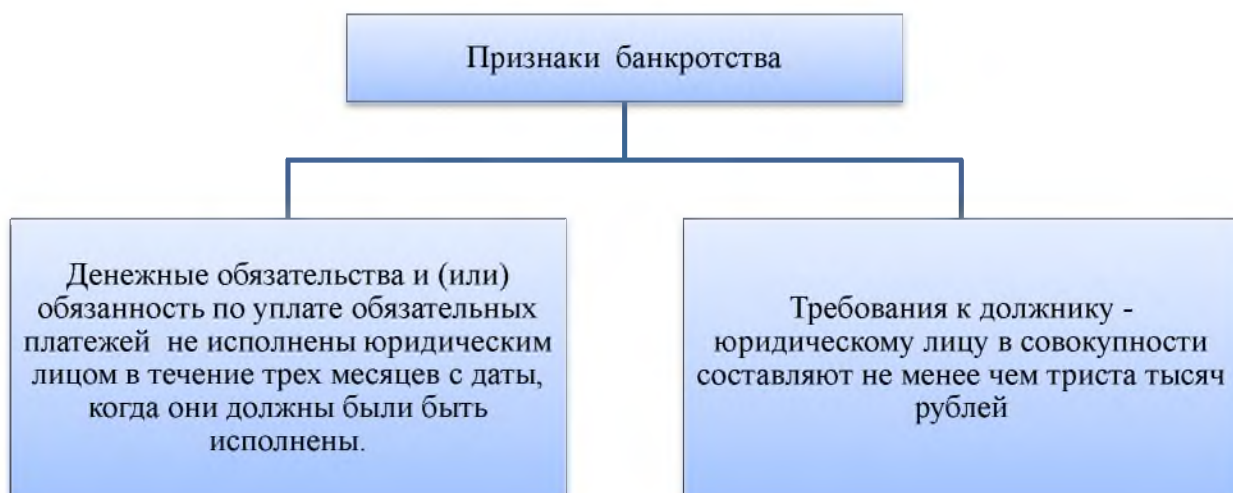 Признаки банкротства
Денежные обязательства и (или)
обязанность по уплате обязательных
платежей не исполнены юридическим
лицом в течение трех месяцев с даты,
когда они должны были быть
исполнены.
Требования к должнику -
юридическому лицу в совокупности
составляют не менее чем триста тысяч
рублей